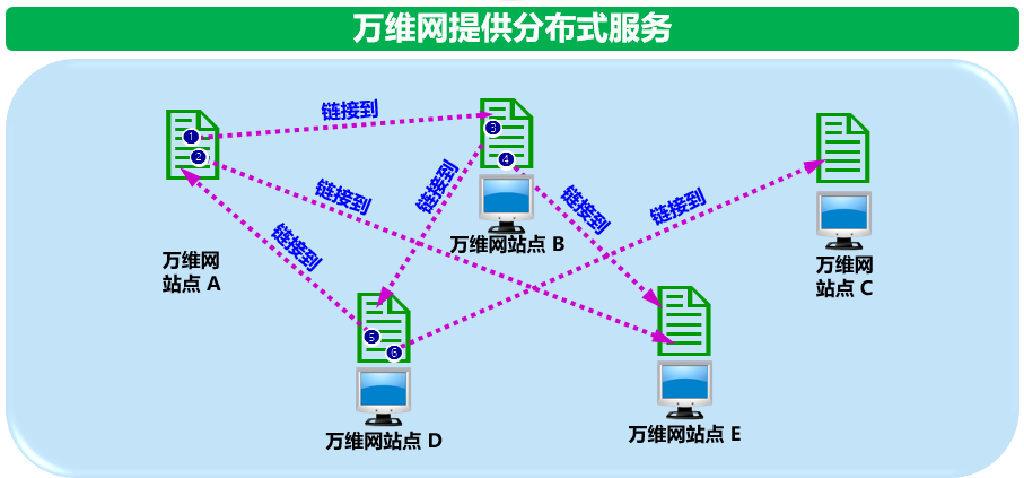 万维网提供分布式服务
链接到
1
2
3
4
链接到
链接到
链接到
链接到
链接到
万维网
站点 A
万维网站点 B
万维网
站点 C
5
6
万维网站点 D
万维网站点 E